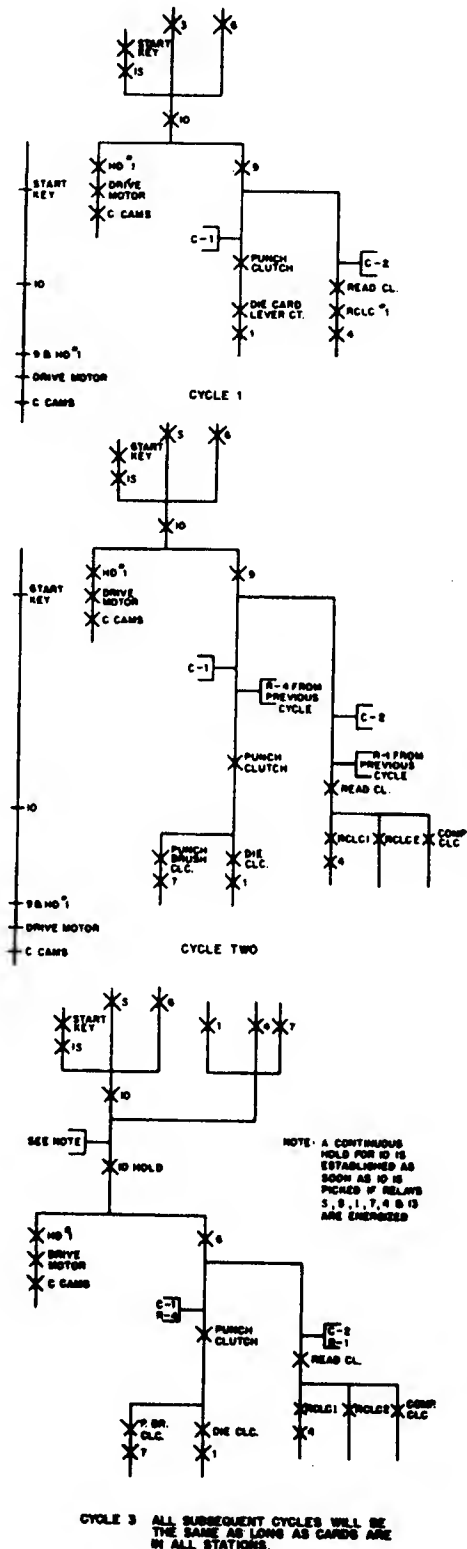 3
6
START
KEY
15
10
HD #1
DRIVE
MOTOR
C CAMS
9
C-1
PUNCH
CLUTCH
DIE CARD
LEVER CT.
1
C-2
READ CL.
RCLC #1
4
START
KEY
10
9 & HD #1
DRIVE MOTOR
C CAMS
CYCLE 1
5
6
START
KEY
15
10
HD #1
DRIVE
MOTOR
C CAMS
9
START
KEY
C-1
R-4 FROM
PREVIOUS
CYCLE
C-2
R-1 FROM
PREVIOUS
CYCLE
PUNCH
CLUTCH
READ CL.
10
PUNCH
BRUSH
CLC.
7
DIE
CLC.
1
RCLC1
RCLC2
COMP.
CLC
4
9 & HD #1
DRIVE MOTOR
C CAMS
CYCLE TWO
5
6
START
KEY
15
1
4
7
10
SEE NOTE
10 HOLD
NOTE: A CONTINUOUS
HOLD FOR 10 IS
ESTABLISHED AS
SOON AS 10 IS
PICKED IF RELAYS
5, 9, 1, 7, 4 & 13
ARE ENERGIZED
DRIVE
MOTOR
C CAMS
6
C-1
R-4
PUNCH
CLUTCH
C-2
R-1
READ CL.
P. BR.
CLC.
7
DIE CLC.
1
RCLC1
RCLC2
COMP.
CLC
4
CYCLE 3 ALL SUBSEQUENT CYCLES WILL BE
THE SAME AS LONG AS CARDS ARE
IN ALL STATIONS.